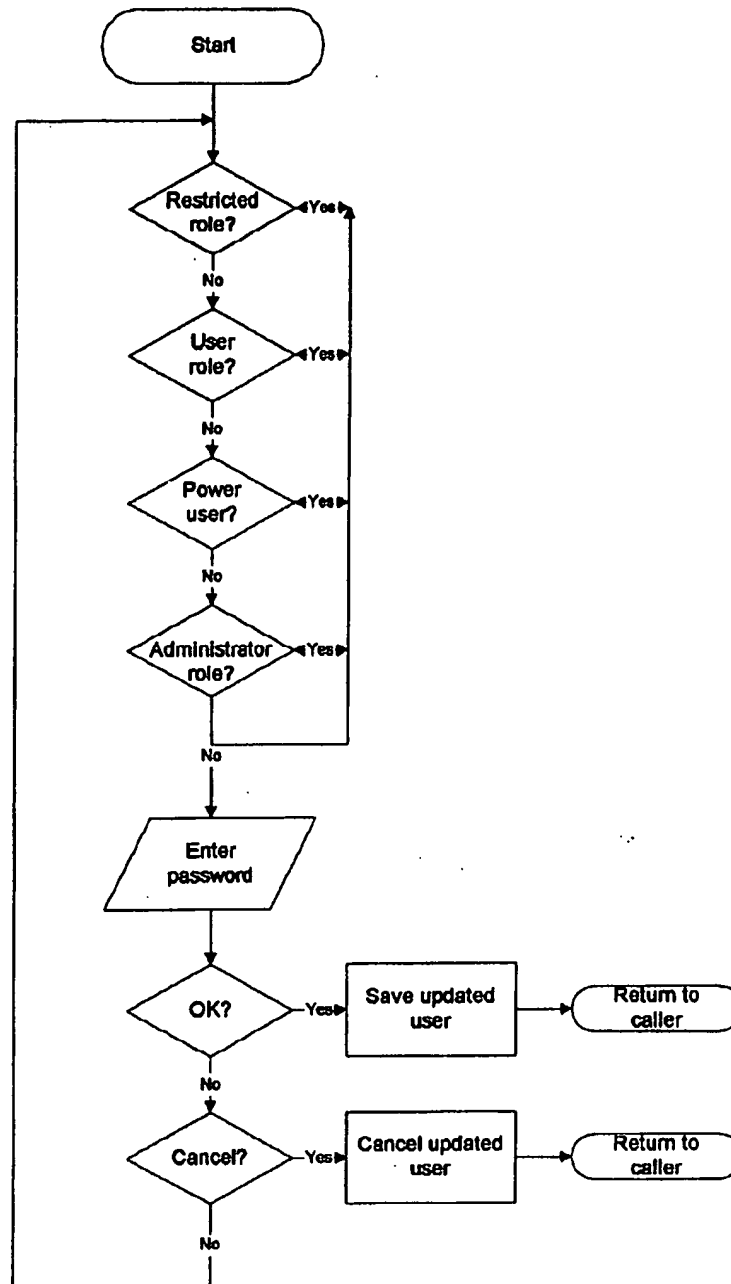 Start
Restricted
role?
Yes
No
User
role?
Yes
No
Power
user?
Yes
No
Administrator
role?
Yes
No
Enter
password
OK?
Yes
Save updated
user
Return to
caller
No
Cancel?
Yes
Cancel updated
user
Return to
caller
No